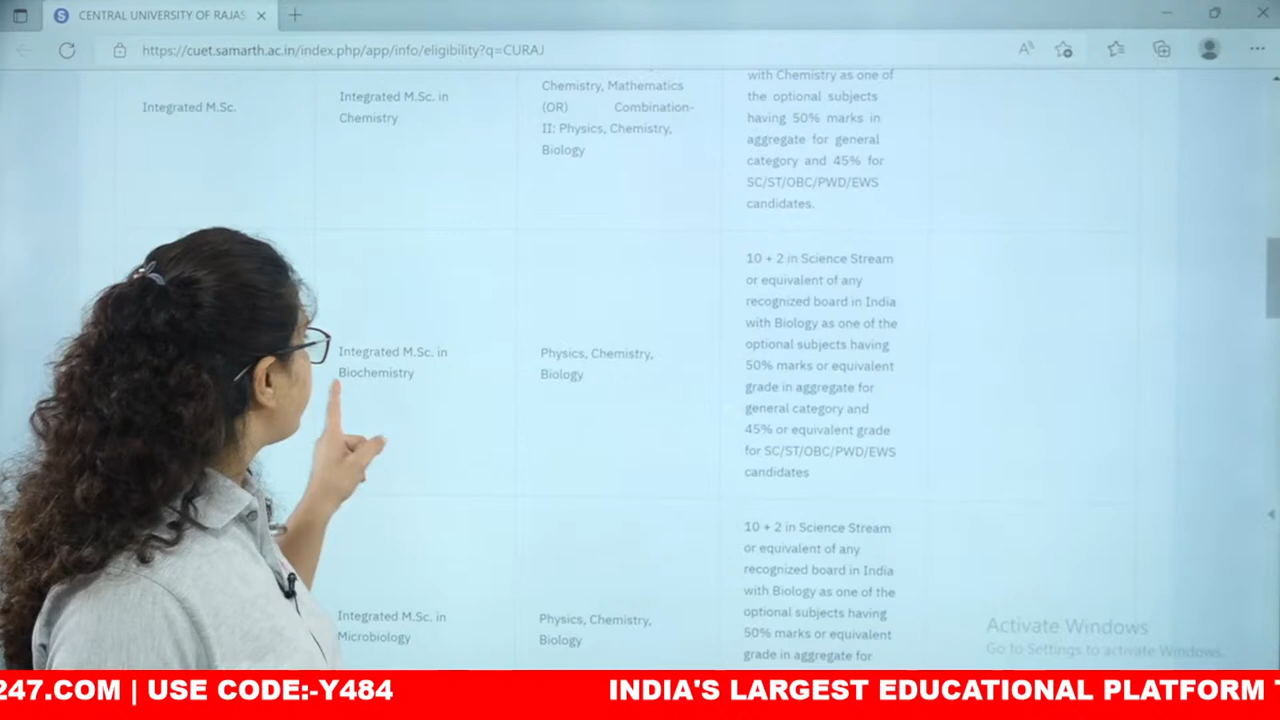 CENTRAL UNIVERSITY OF RAJAS
https://cuet.samarth.ac.in/index.php/app/info/eligibility?q=CURAJ
Integrated M.Sc.
Integrated M.Sc. in
Chemistry
Chemistry, Mathematics
(OR) Combination-
II: Physics, Chemistry,
Biology
with Chemistry as one of
the optional subjects
having 50% marks in
aggregate for general
category and 45% for
SC/ST/OBC/PWD/EWS
candidates.
Integrated M.Sc. in
Biochemistry
Physics, Chemistry,
Biology
10 + 2 in Science Stream
or equivalent of any
recognized board in India
with Biology as one of the
optional subjects having
50% marks or equivalent
grade in aggregate for
general category and
45% or equivalent grade
for SC/ST/OBC/PWD/EWS
candidates
Integrated M.Sc. in
Microbiology
Physics, Chemistry,
Biology
10 + 2 in Science Stream
or equivalent of any
recognized board in India
with Biology as one of the
optional subjects having
50% marks or equivalent
grade in aggregate for
Activate Windows
Go to Settings to activate Windows.
247.COM | USE CODE:-Y484
INDIA'S LARGEST EDUCATIONAL PLATFORM T